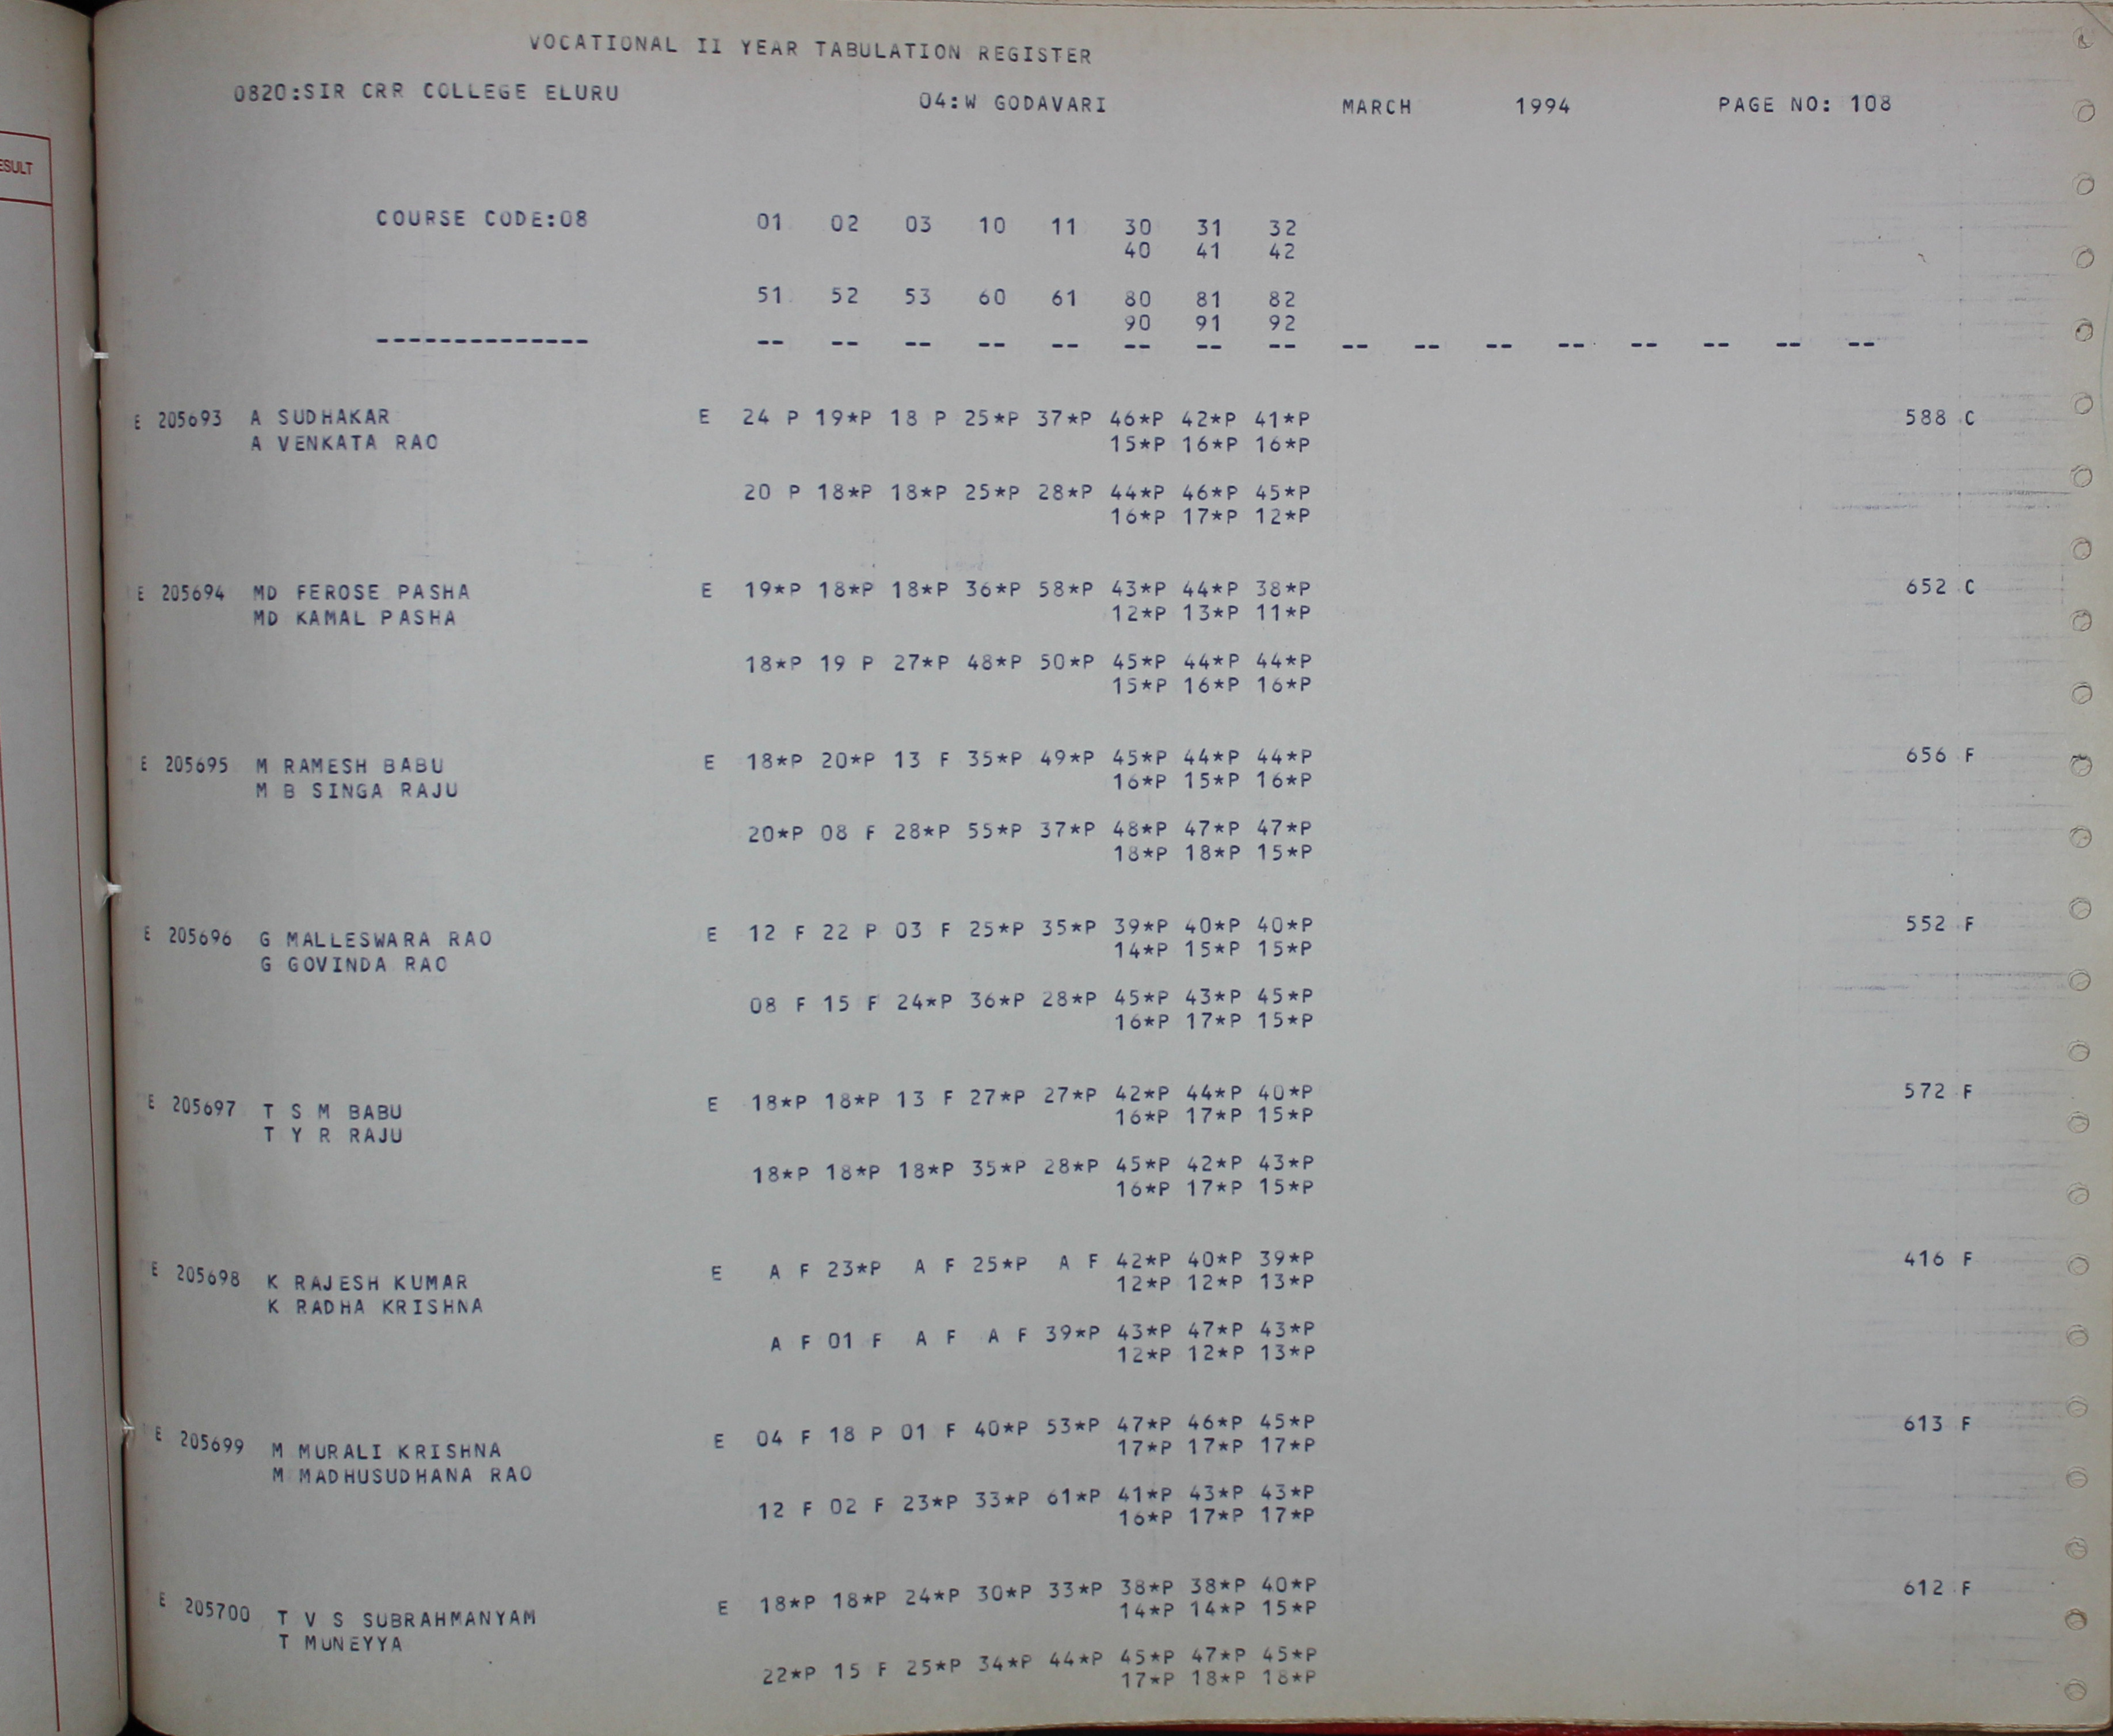 ESULT
VOCATIONAL II YEAR TABULATION REGISTER
0820:SIR CRR COLLEGE ELURU 04:W GODAVARI MARCH 1994 PAGE NO: 108
COURSE CODE:08 01 02 03 10 11 30 31 32
40 41 42
51 52 53 60 61 80 81 82
90 91 92
-------------- -- -- -- -- -- -- -- -- -- -- -- -- -- -- -- --
E 205693 A SUDHAKAR E 24 P 19*P 18 P 25*P 37*P 46*P 42*P 41*P 588 C
A VENKATA RAO 15*P 16*P 16*P
20 P 18*P 18*P 25*P 28*P 44*P 46*P 45*P
16*P 17*P 12*P
E 205694 MD FEROSE PASHA E 19*P 18*P 18*P 36*P 58*P 43*P 44*P 38*P 652 C
MD KAMAL PASHA 12*P 13*P 11*P
18*P 19 P 27*P 48*P 50*P 45*P 44*P 44*P
15*P 16*P 16*P
E 205695 M RAMESH BABU E 18*P 20*P 13 F 35*P 49*P 45*P 44*P 44*P 656 F
M B SINGA RAJU 16*P 15*P 16*P
20*P 08 F 28*P 55*P 37*P 48*P 47*P 47*P
18*P 18*P 15*P
E 205696 G MALLESWARA RAO E 12 F 22 P 03 F 25*P 35*P 39*P 40*P 40*P 552 F
G GOVINDA RAO 14*P 15*P 15*P
08 F 15 F 24*P 36*P 28*P 45*P 43*P 45*P
16*P 17*P 15*P
E 205697 T S M BABU E 18*P 18*P 13 F 27*P 27*P 42*P 44*P 40*P 572 F
T Y R RAJU 16*P 17*P 15*P
18*P 18*P 18*P 35*P 28*P 45*P 42*P 43*P
16*P 17*P 15*P
E 205698 K RAJESH KUMAR E A F 23*P A F 25*P A F 42*P 40*P 39*P 416 F
K RADHA KRISHNA 12*P 12*P 13*P
A F 01 F A F A F 39*P 43*P 47*P 43*P
12*P 12*P 13*P
E 205699 M MURALI KRISHNA E 04 F 18 P 01 F 40*P 53*P 47*P 46*P 45*P 613 F
M MADHUSUDHANA RAO 17*P 17*P 17*P
12 F 02 F 23*P 33*P 61*P 41*P 43*P 43*P
16*P 17*P 17*P
E 205700 T V S SUBRAHMANYAM E 18*P 18*P 24*P 30*P 33*P 38*P 38*P 40*P 612 F
T MUNEYYA 14*P 14*P 15*P
22*P 15 F 25*P 34*P 44*P 45*P 47*P 45*P
17*P 18*P 18*P